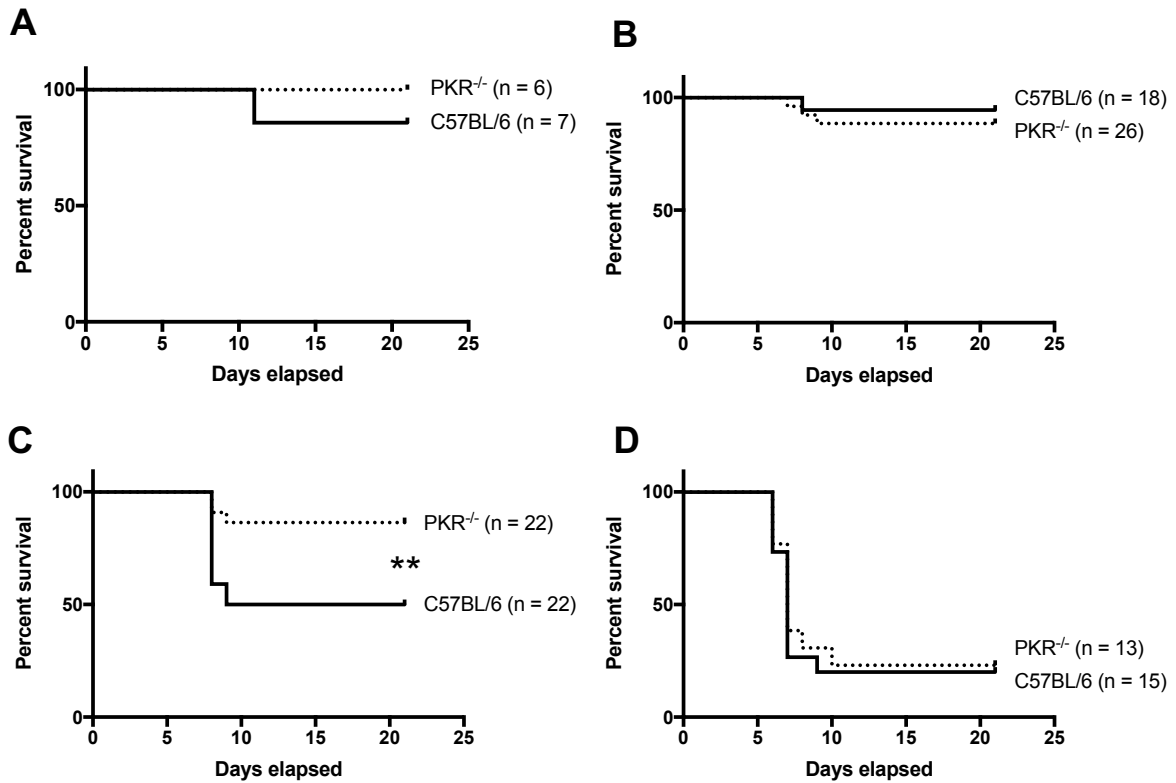 A
Percent survival
100
50
0
0 5 10 15 20 25
Days elapsed
PKR-/- (n = 6)
C57BL/6 (n = 7)
B
Percent survival
100
50
0
0 5 10 15 20 25
Days elapsed
C57BL/6 (n = 18)
PKR-/- (n = 26)
C
Percent survival
100
50
0
0 5 10 15 20 25
Days elapsed
PKR-/- (n = 22)
**
C57BL/6 (n = 22)
D
Percent survival
100
50
0
0 5 10 15 20 25
Days elapsed
PKR-/- (n = 13)
C57BL/6 (n = 15)